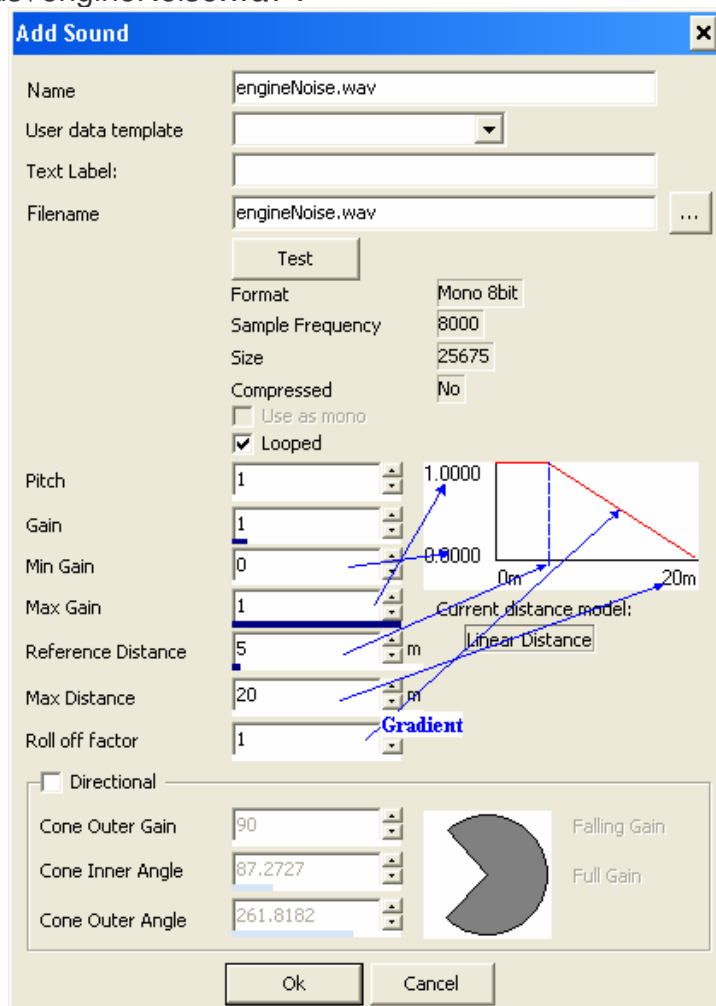 engineNoise.wav
Add Sound
Name engineNoise.wav
User data template
Text Label:
Filename engineNoise.wav ...
Test
Format Mono 8bit
Sample Frequency 8000
Size 25675
Compressed No
Use as mono
Looped
Pitch 1 1.0000
Gain 1
Min Gain 0 0.0000
0m 20m
Max Gain 1 Current distance model:
Reference Distance 5 m Linear Distance
Max Distance 20 m
Gradient
Roll off factor 1
Directional
Cone Outer Gain 90 Falling Gain
Cone Inner Angle 87.2727 Full Gain
Cone Outer Angle 261.8182
Ok Cancel